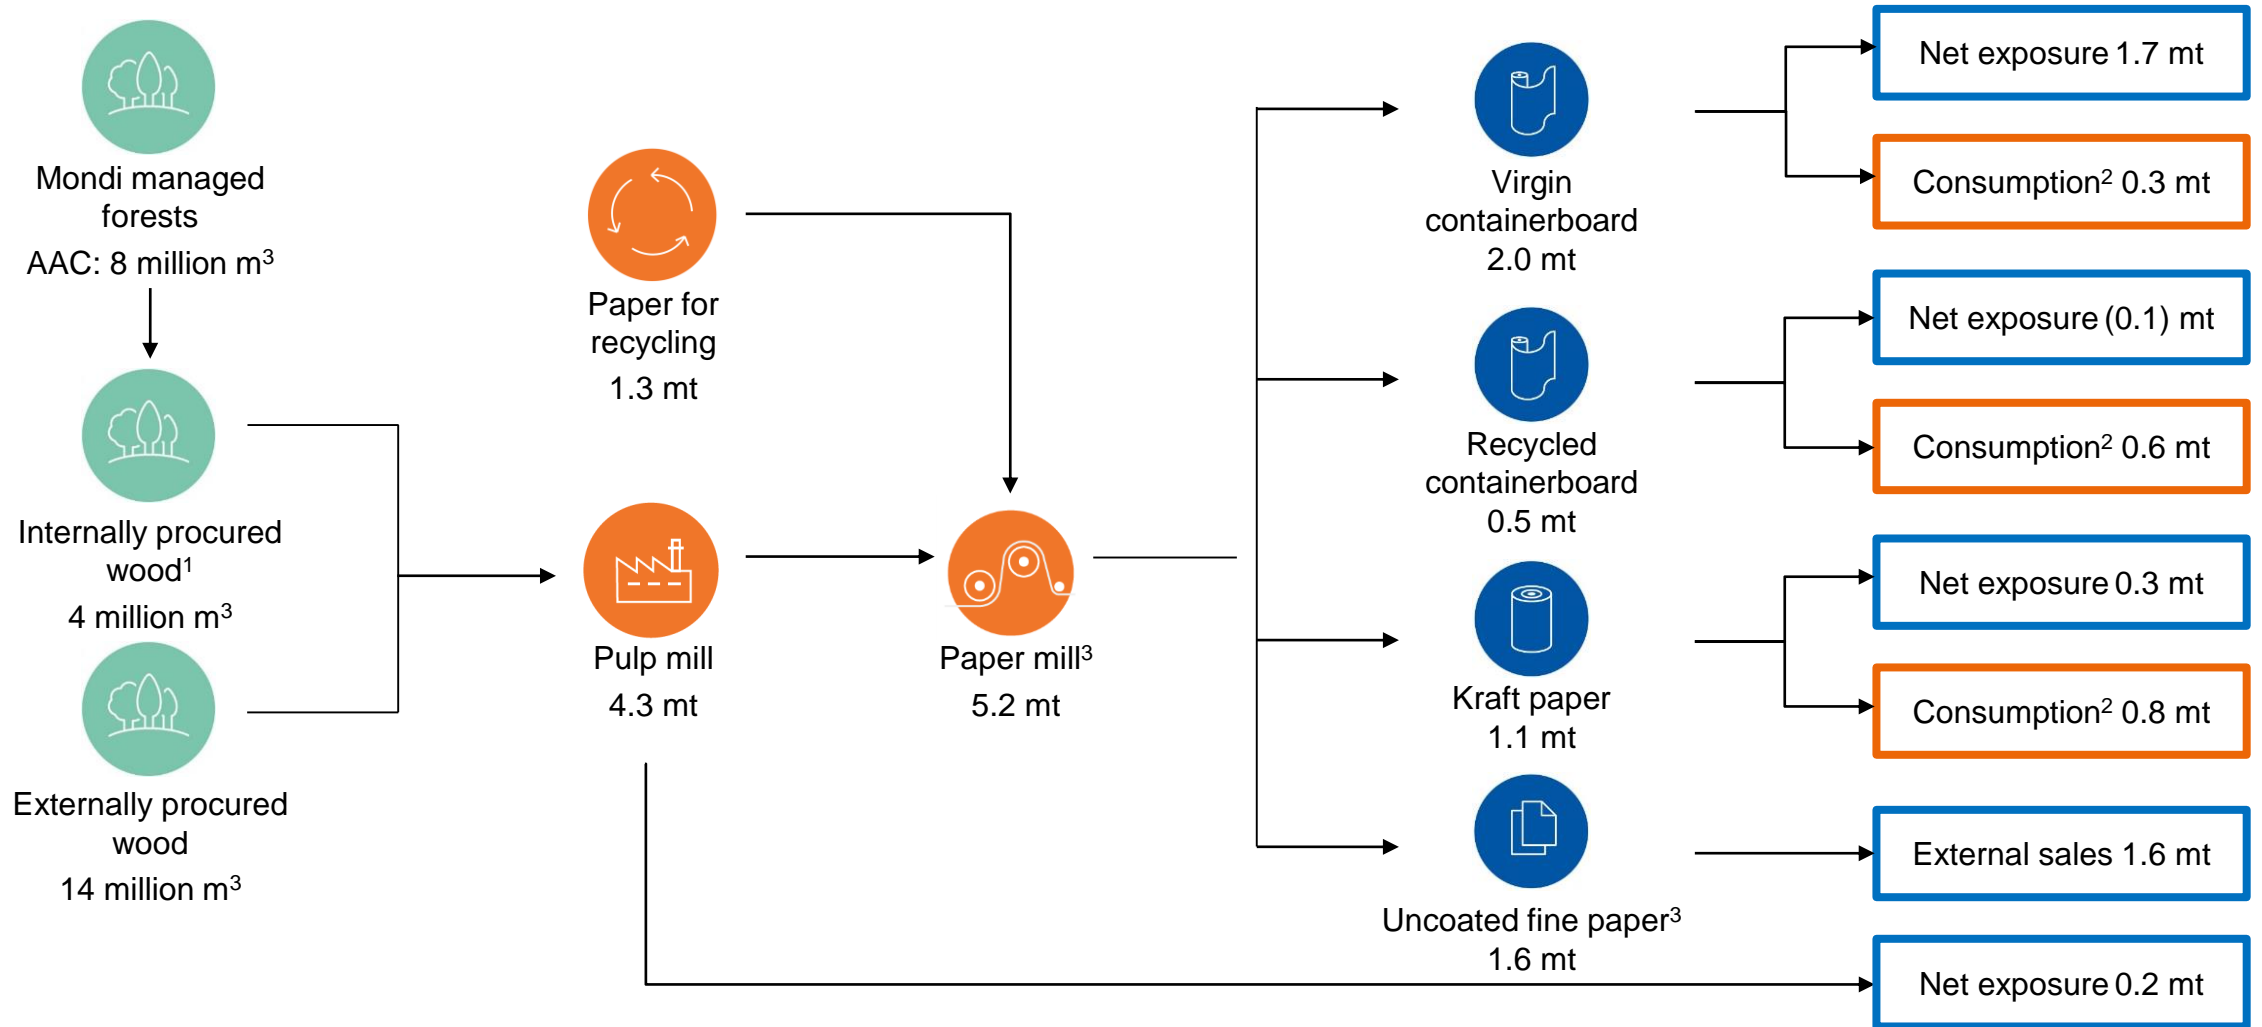 Mondi managed
forests
AAC: 8 million m³
Internally procured
wood¹
4 million m³
Externally procured
wood
14 million m³
Paper for
recycling
1.3 mt
Pulp mill
4.3 mt
Paper mill³
5.2 mt
Virgin
containerboard
2.0 mt
Recycled
containerboard
0.5 mt
Kraft paper
1.1 mt
Uncoated fine paper³
1.6 mt
Net exposure 1.7 mt
Consumption² 0.3 mt
Net exposure (0.1) mt
Consumption² 0.6 mt
Net exposure 0.3 mt
Consumption² 0.8 mt
External sales 1.6 mt
Net exposure 0.2 mt